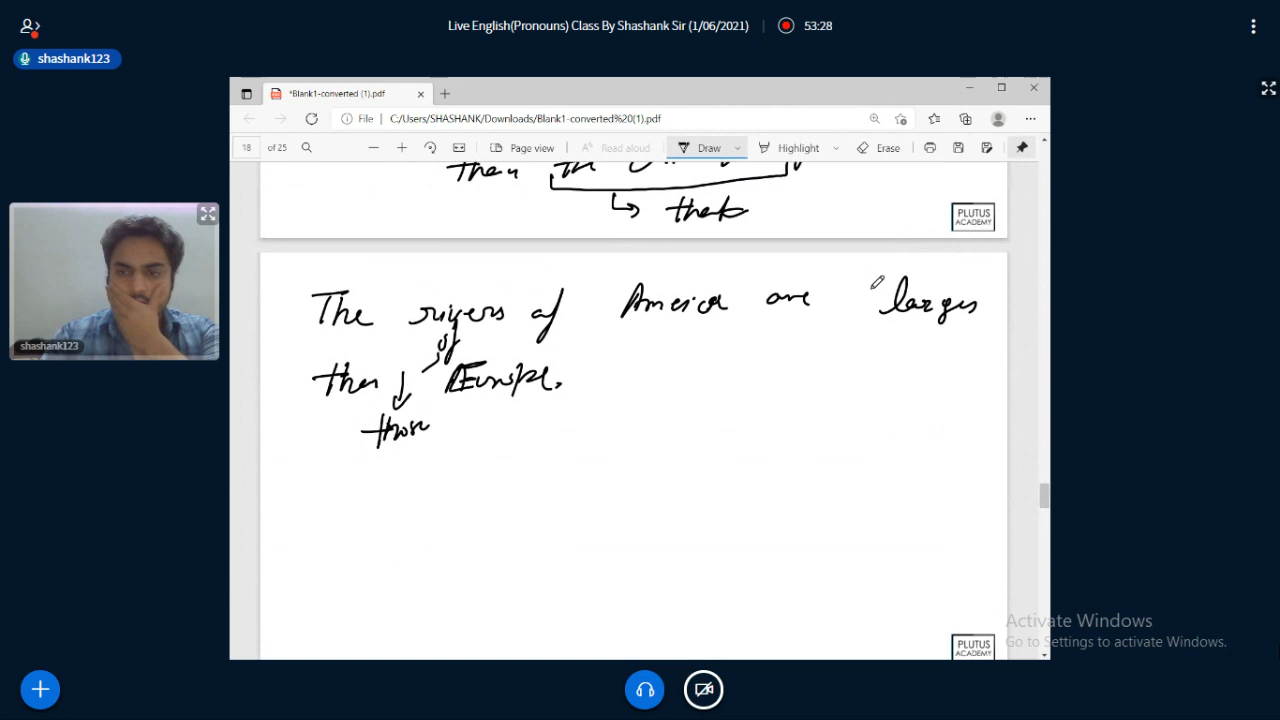 Live English(Pronouns) Class By Shashank Sir (1/06/2021)
53:28
shashank123
*Blank1-converted (1).pdf
File C:/Users/SHASHANK/Downloads/Blank1-converted%20(1).pdf
18 of 25
Page view
Read aloud
Draw
Highlight
Erase
than the
that
PLUTUS
ACADEMY
The rivers of America are larger
than Europe.
of
those
shashank123
Activate Windows
Go to Settings to activate Windows.
PLUTUS
ACADEMY